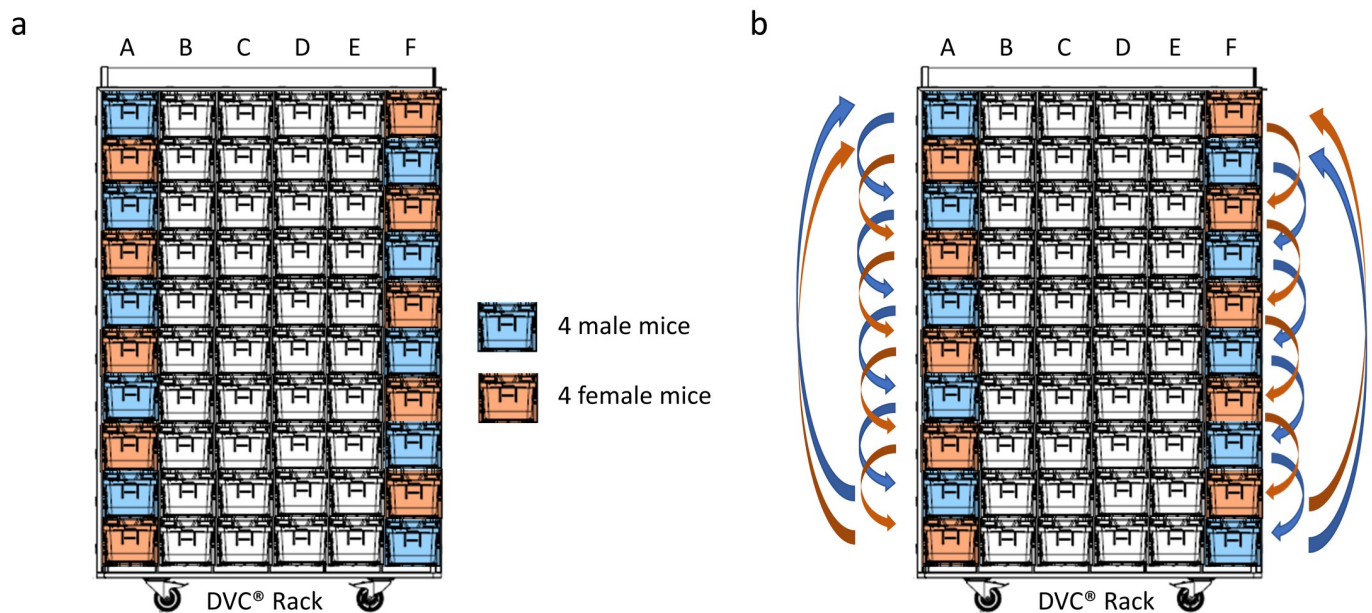 a
A B C D E F
4 male mice
4 female mice
DVC® Rack
b
A B C D E F
DVC® Rack